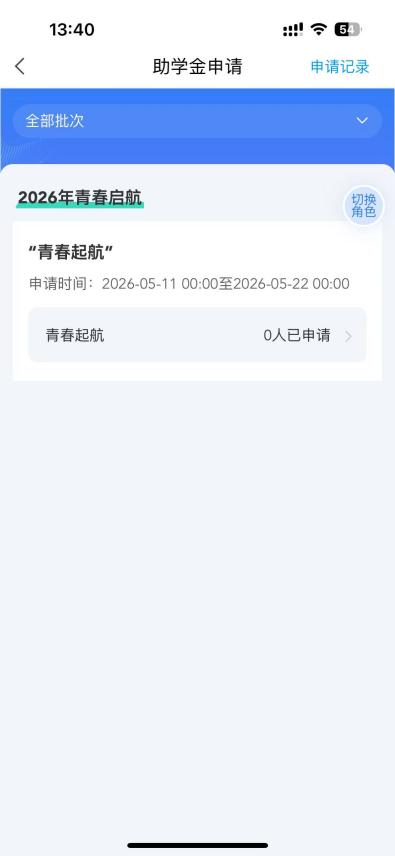 13:40
54
助学金申请
申请记录
全部批次
2026年青春启航
切换
角色
“青春起航”
申请时间：2026-05-11 00:00至2026-05-22 00:00
青春起航
0人已申请